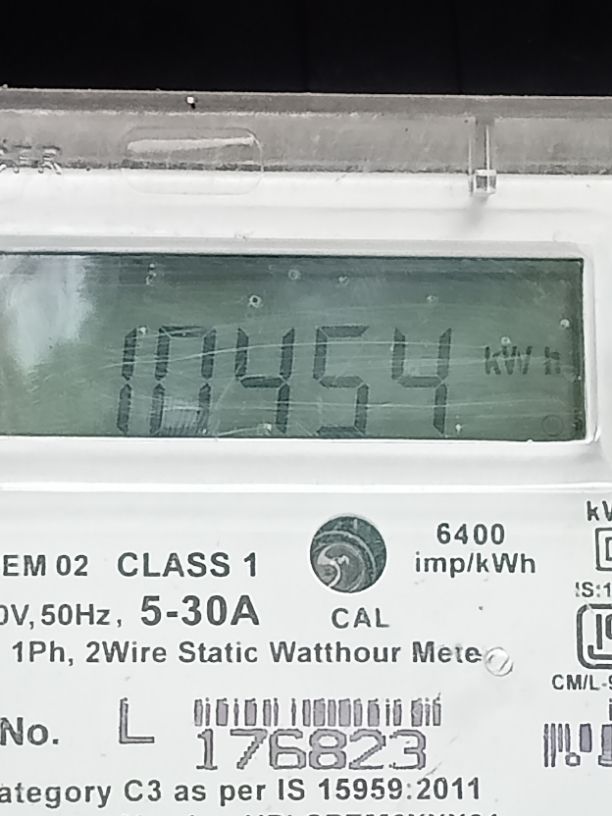 10454 kWh
6400
EM 02 CLASS 1
imp/kWh
0V, 50Hz, 5-30A
CAL
1Ph, 2Wire Static Watthour Mete
CM/L-
No. L 176823
ategory C3 as per IS 15959:2011